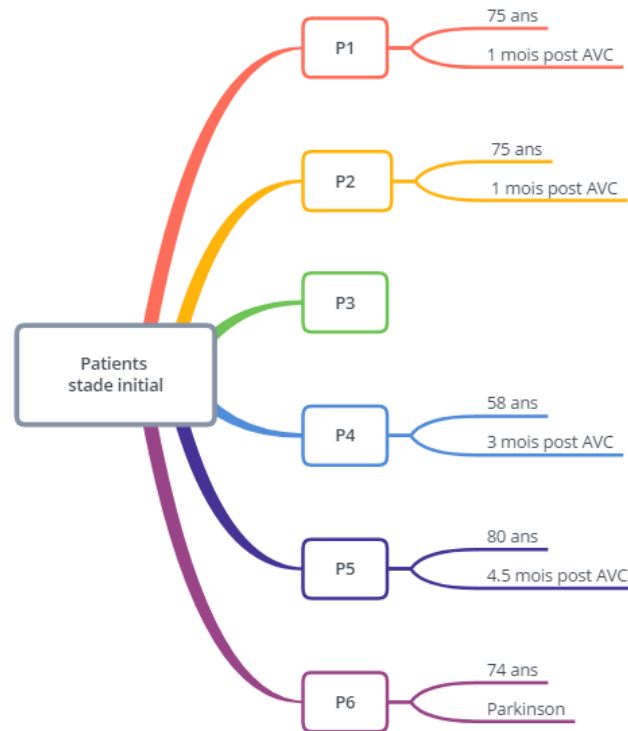 Patients
stade initial
P1
75 ans
1 mois post AVC
P2
75 ans
1 mois post AVC
P3
P4
58 ans
3 mois post AVC
P5
80 ans
4.5 mois post AVC
P6
74 ans
Parkinson